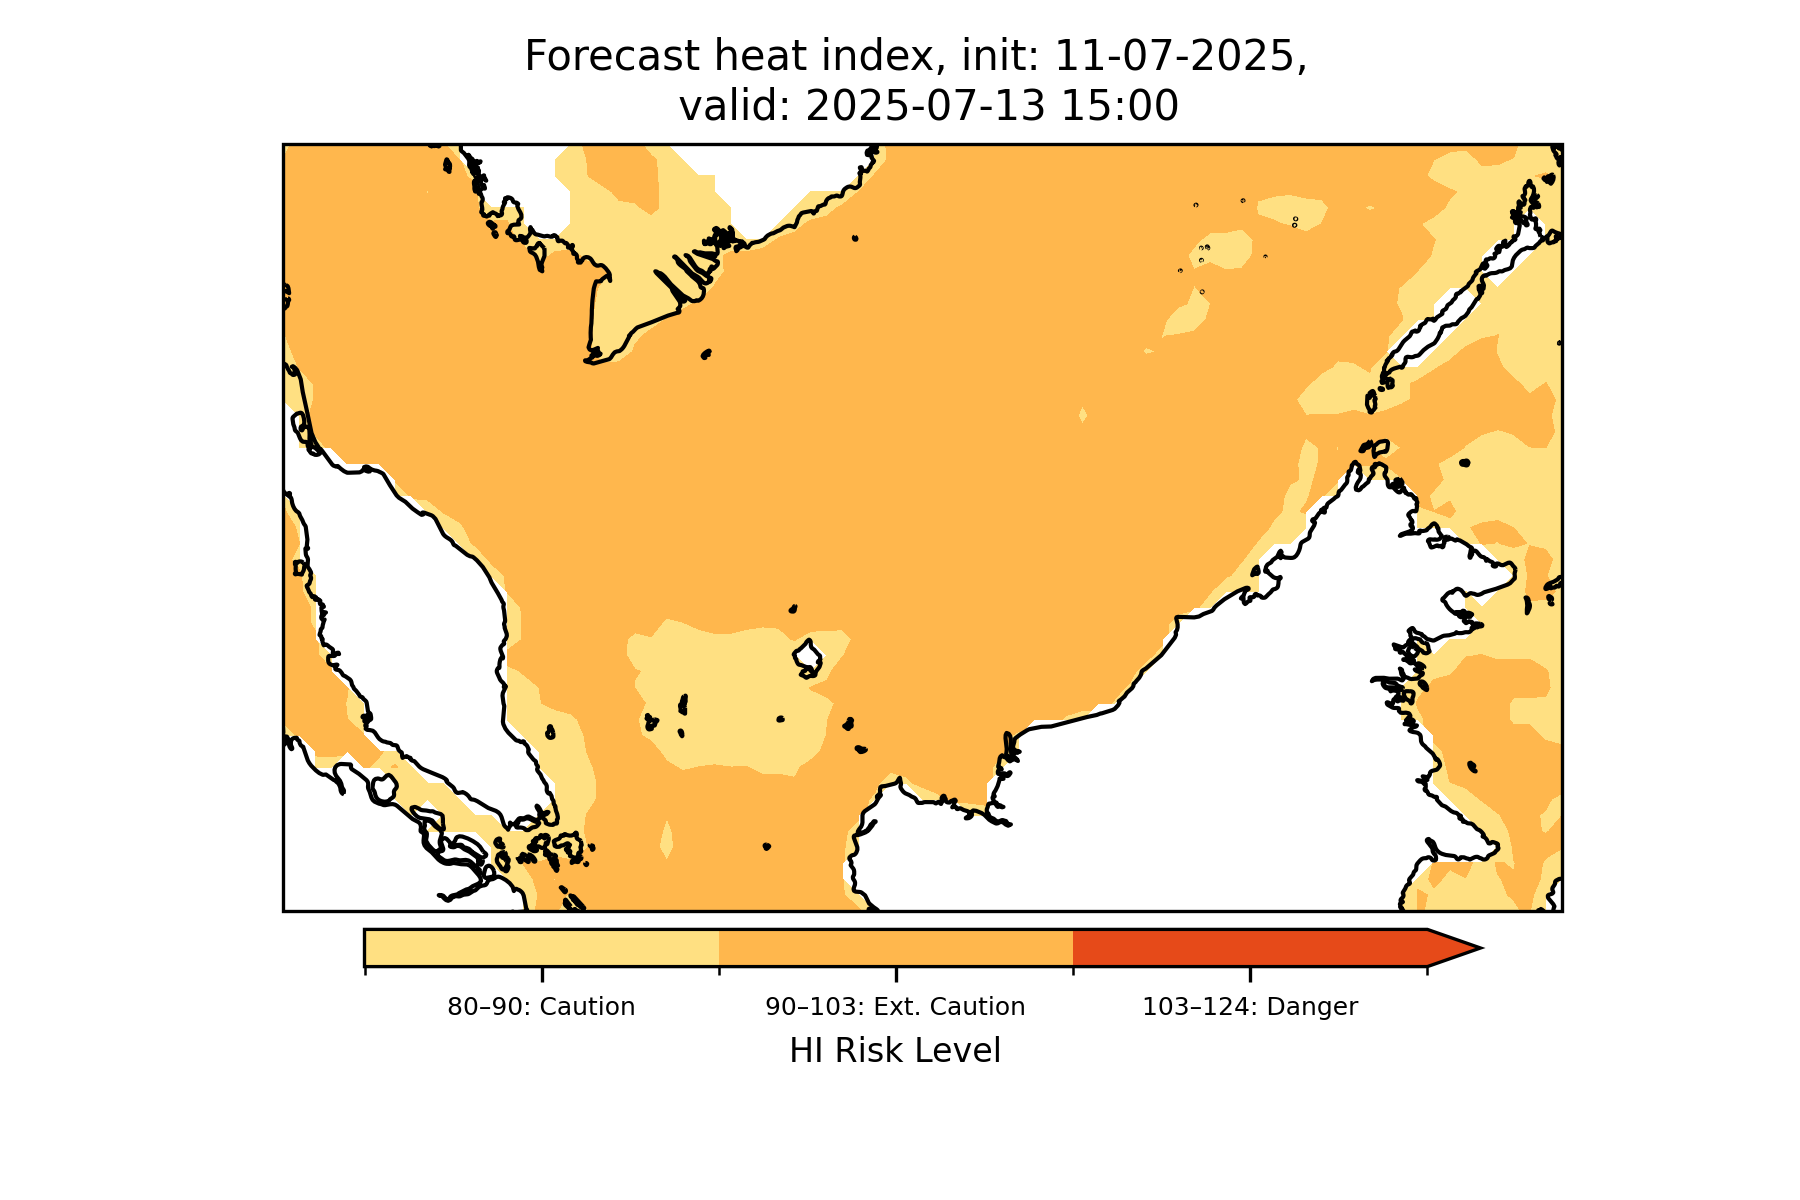 Forecast heat index, init: 11-07-2025,
valid: 2025-07-13 15:00
80–90: Caution
90–103: Ext. Caution
103–124: Danger
HI Risk Level